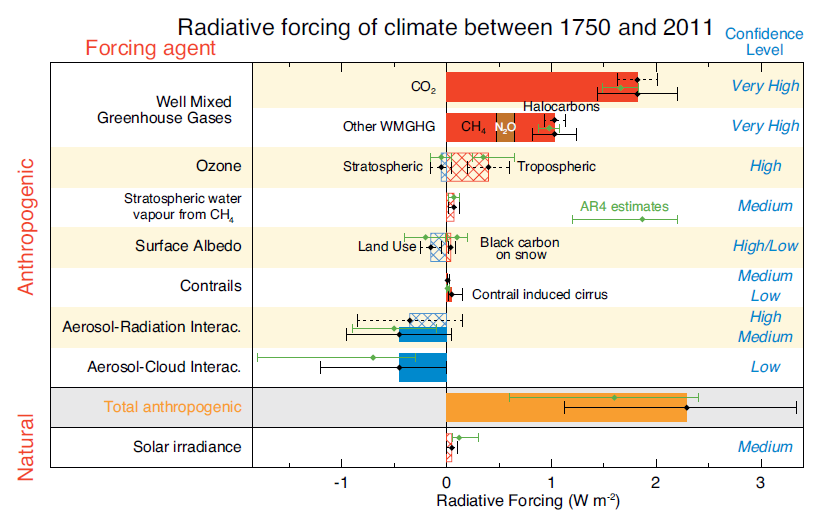 Radiative forcing of climate between 1750 and 2011
Forcing agent
Confidence
Level
Anthropogenic
Natural
Well Mixed
Greenhouse Gases
CO2
Very High
Halocarbons
Other WMGHG
CH4
N2O
Very High
Ozone
Stratospheric
Tropospheric
High
Stratospheric water
vapour from CH4
AR4 estimates
Medium
Surface Albedo
Land Use
Black carbon
on snow
High/Low
Contrails
Medium
Contrail induced cirrus
Low
Aerosol-Radiation Interac.
High
Medium
Aerosol-Cloud Interac.
Low
Total anthropogenic
Solar irradiance
Medium
-1 0 1 2 3
Radiative Forcing (W m-2)